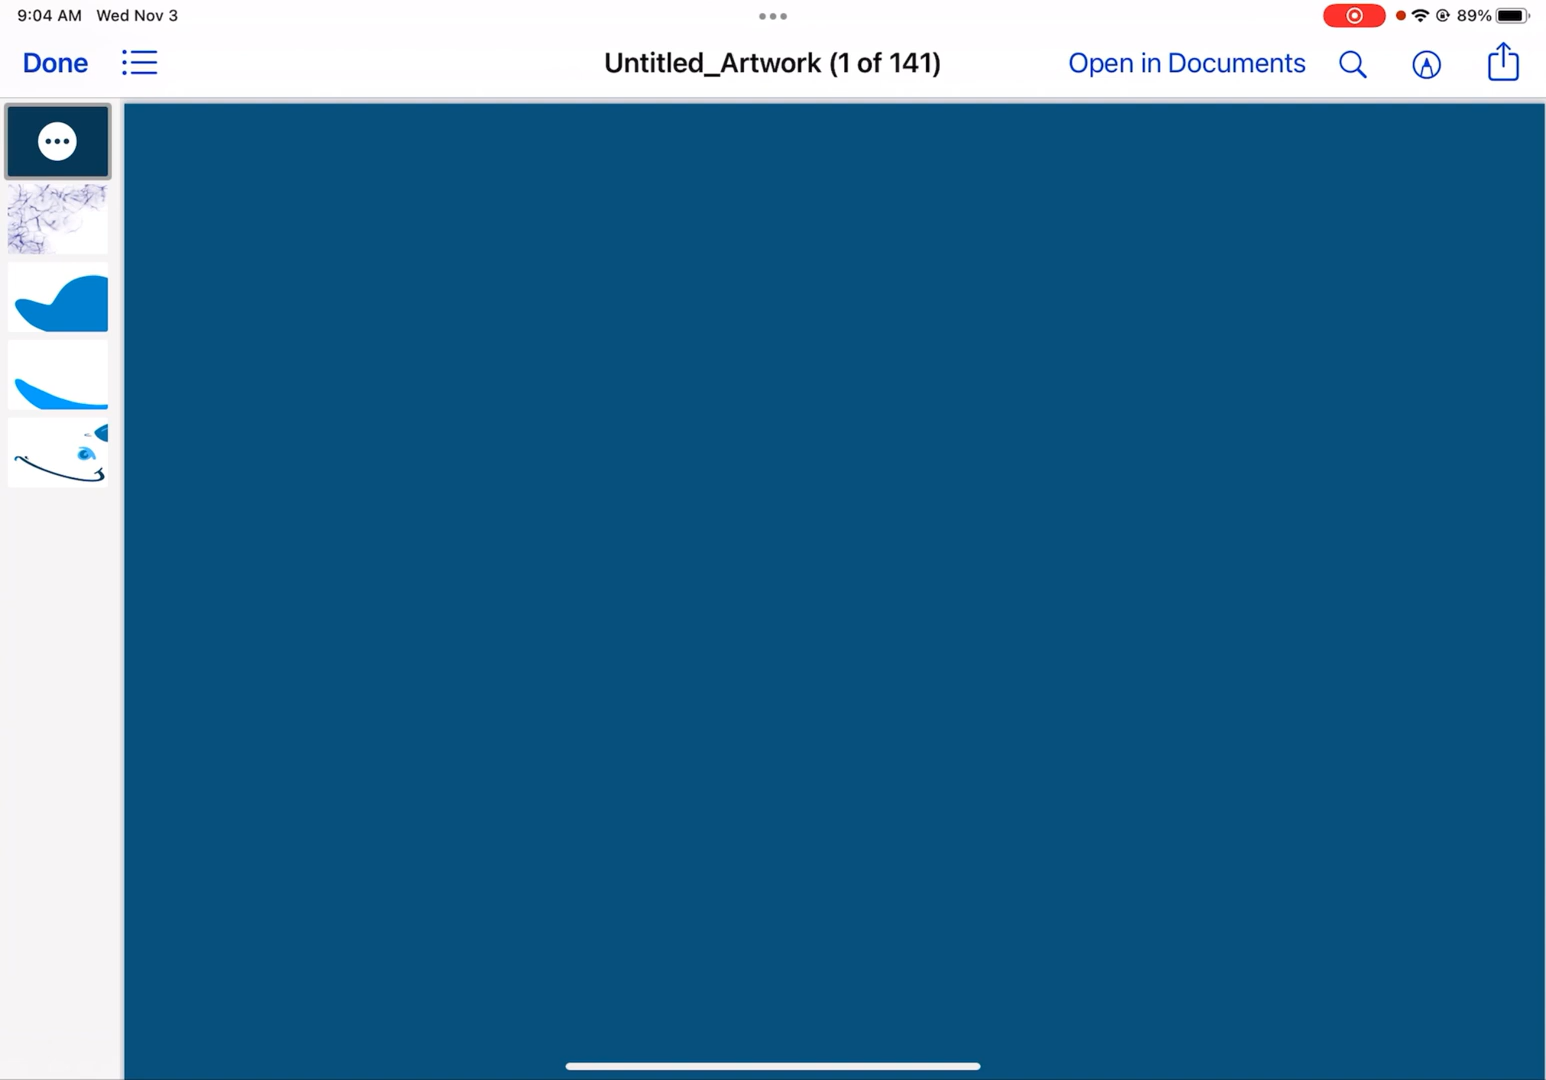 9:04 AM Wed Nov 3
89%
Done
Untitled_Artwork (1 of 141)
Open in Documents